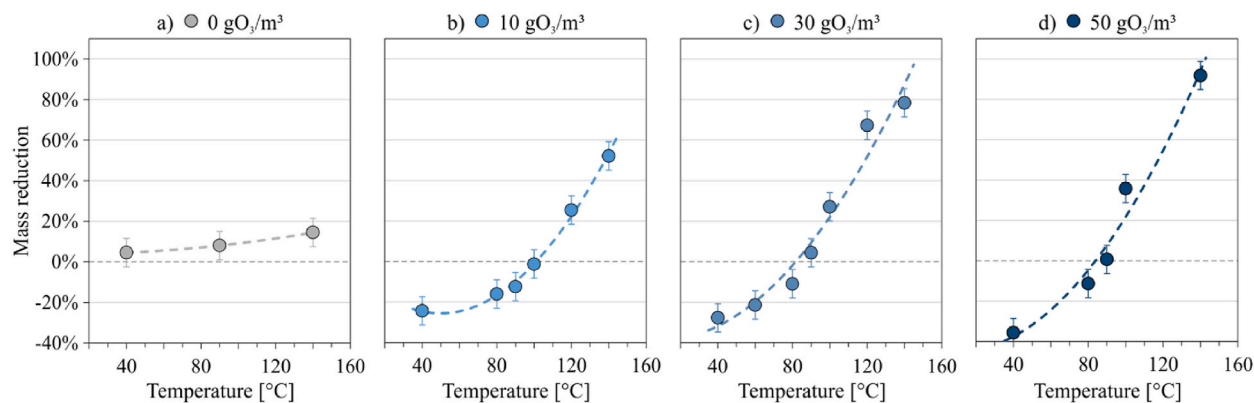 a) 0 gO₃/m³
b) 10 gO₃/m³
c) 30 gO₃/m³
d) 50 gO₃/m³
Mass reduction
100%
80%
60%
40%
20%
0%
-20%
-40%
40 80 120 160
40 80 120 160
40 80 120 160
40 80 120 160
Temperature [°C]
Temperature [°C]
Temperature [°C]
Temperature [°C]